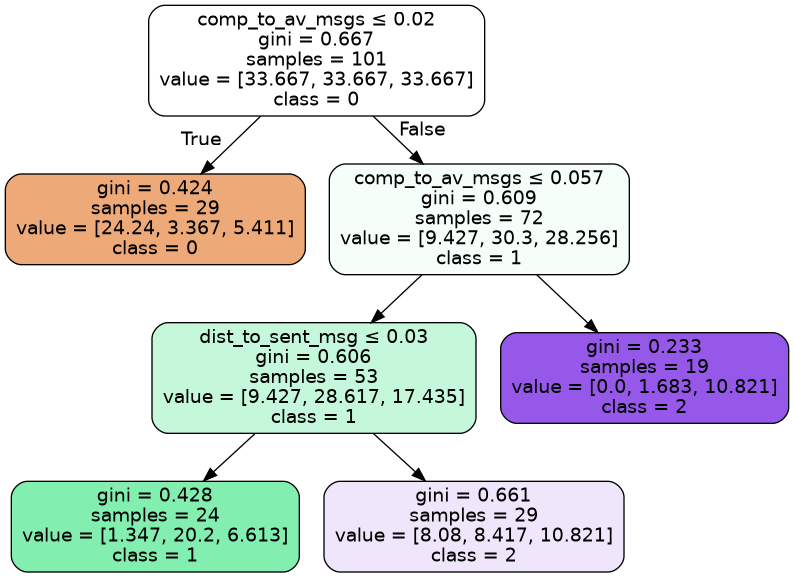 comp_to_av_msgs ≤ 0.02
gini = 0.667
samples = 101
value = [33.667, 33.667, 33.667]
class = 0
True
False
gini = 0.424
samples = 29
value = [24.24, 3.367, 5.411]
class = 0
comp_to_av_msgs ≤ 0.057
gini = 0.609
samples = 72
value = [9.427, 30.3, 28.256]
class = 1
dist_to_sent_msg ≤ 0.03
gini = 0.606
samples = 53
value = [9.427, 28.617, 17.435]
class = 1
gini = 0.233
samples = 19
value = [0.0, 1.683, 10.821]
class = 2
gini = 0.428
samples = 24
value = [1.347, 20.2, 6.613]
class = 1
gini = 0.661
samples = 29
value = [8.08, 8.417, 10.821]
class = 2